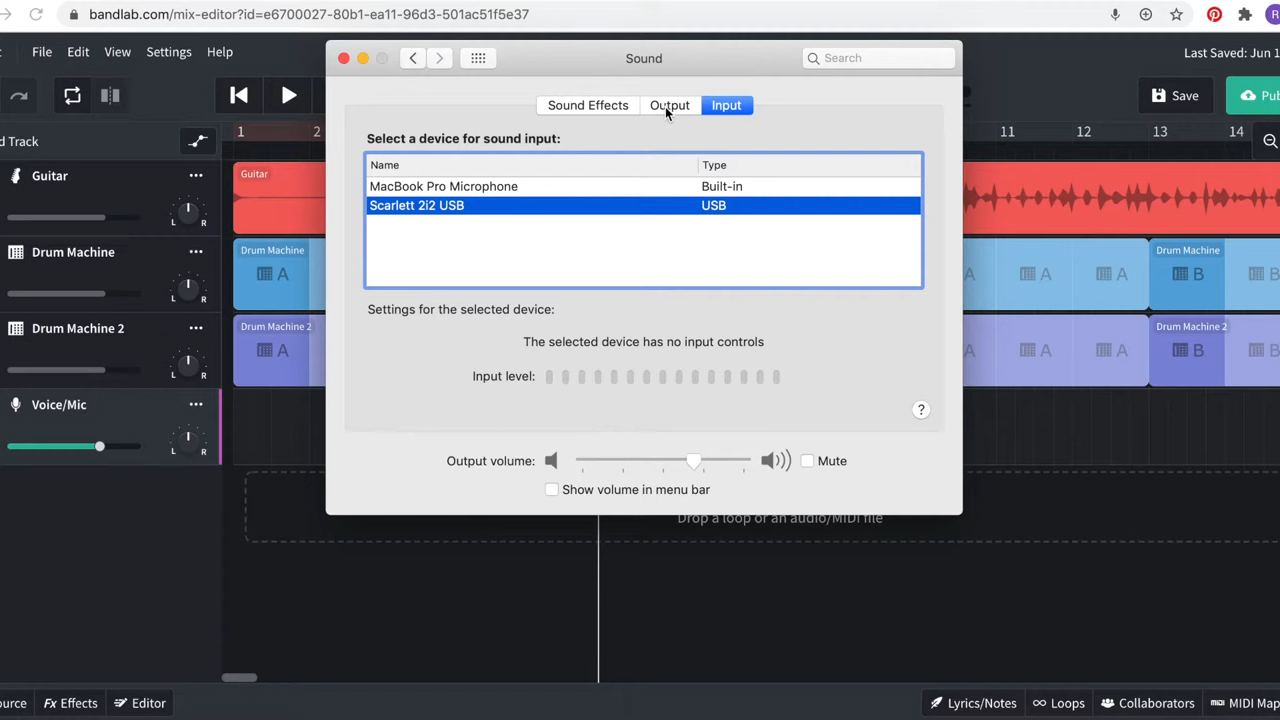 bandlab.com/mix-editor?id=e6700027-80b1-ea11-96d3-501ac51f5e37
File Edit View Settings Help
Sound
Search
Last Saved: Jun 1
Save
Sound Effects Output Input
1 2 11 12 13 14
d Track
Select a device for sound input:
Name Type
MacBook Pro Microphone Built-in
Scarlett 2i2 USB USB
Guitar
L R
Guitar
Drum Machine
L R
Drum Machine
A
A
A
Drum Machine
B
Settings for the selected device:
The selected device has no input controls
Input level:
Drum Machine 2
L R
Drum Machine 2
A
A
A
Drum Machine 2
B
Voice/Mic
L R
?
Output volume:
Mute
Show volume in menu bar
Drop a loop or an audio/MIDI file
Fx Effects
Editor
Lyrics/Notes
Loops
Collaborators
MIDI Map